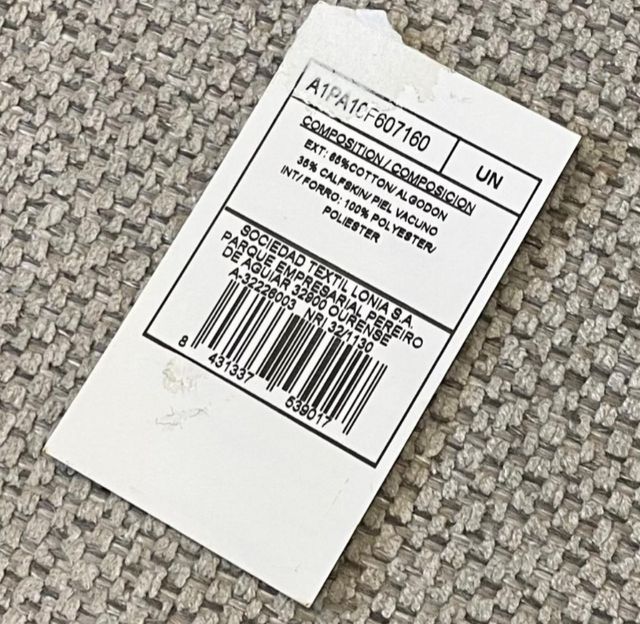 A1PA10F607160 UN
COMPOSITION / COMPOSICION
EXT: 65%COTTON/ ALGODON
35% CALFSKIN/ PIEL VACUNO
INT/ FORRO: 100% POLYESTER/
POLIESTER
SOCIEDAD TEXTIL LONIA S.A.
PARQUE EMPRESARIAL PEREIRO
DE AGUIAR 32900 OURENSE
A-32226003 NR. 32/1130
8 431337 539017